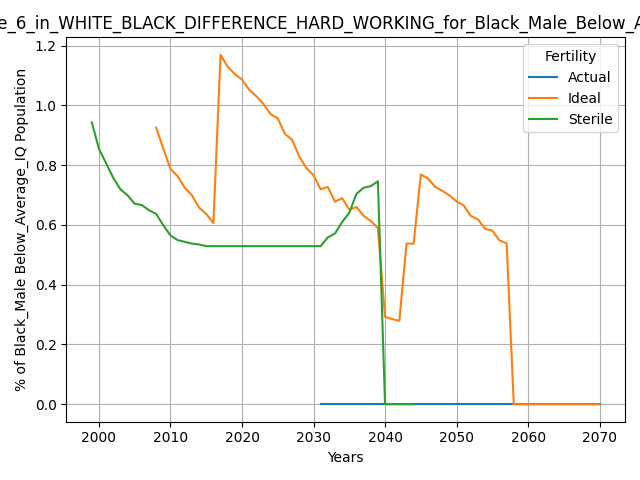 e_6_in_WHITE_BLACK_DIFFERENCE_HARD_WORKING_for_Black_Male_Below_A
Fertility
Actual
Ideal
Sterile
% of Black_Male Below_Average_IQ Population
1.2
1.0
0.8
0.6
0.4
0.2
0.0
2000 2010 2020 2030 2040 2050 2060 2070
Years